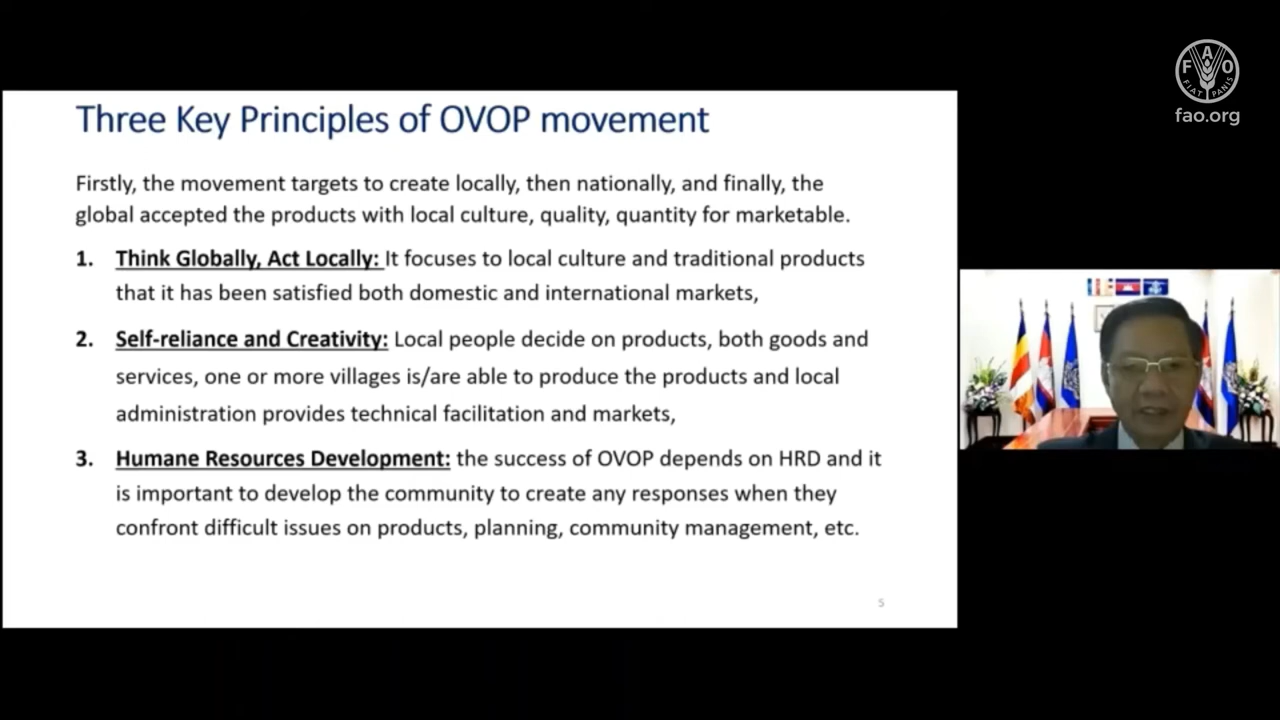 Three Key Principles of OVOP movement
Firstly, the movement targets to create locally, then nationally, and finally, the
global accepted the products with local culture, quality, quantity for marketable.
1. Think Globally, Act Locally: It focuses to local culture and traditional products
that it has been satisfied both domestic and international markets,
2. Self-reliance and Creativity: Local people decide on products, both goods and
services, one or more villages is/are able to produce the products and local
administration provides technical facilitation and markets,
3. Humane Resources Development: the success of OVOP depends on HRD and it
is important to develop the community to create any responses when they
confront difficult issues on products, planning, community management, etc.
5
F A O
FIAT PANIS
fao.org